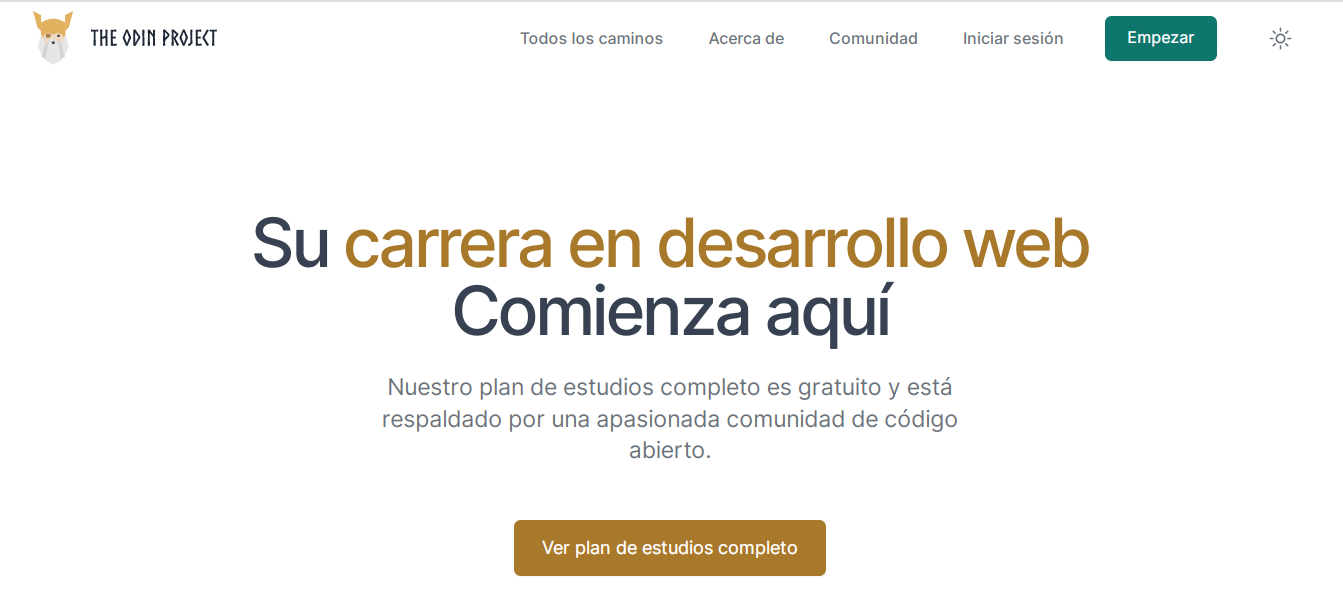 THE ODIN PROJECT
Todos los caminos
Acerca de
Comunidad
Iniciar sesión
Empezar
Su carrera en desarrollo web
Comienza aquí
Nuestro plan de estudios completo es gratuito y está
respaldado por una apasionada comunidad de código
abierto.
Ver plan de estudios completo